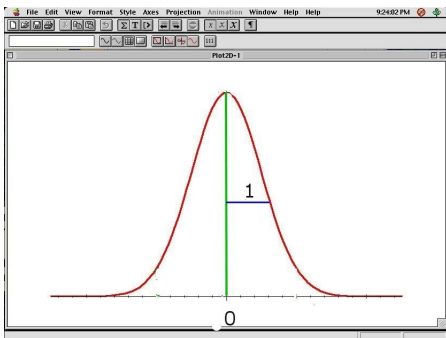 File Edit View Format Style Axes Projection Animation Window Help Help 9:24:02 PM
Σ T x x X ¶
Plot2D-1
1
0